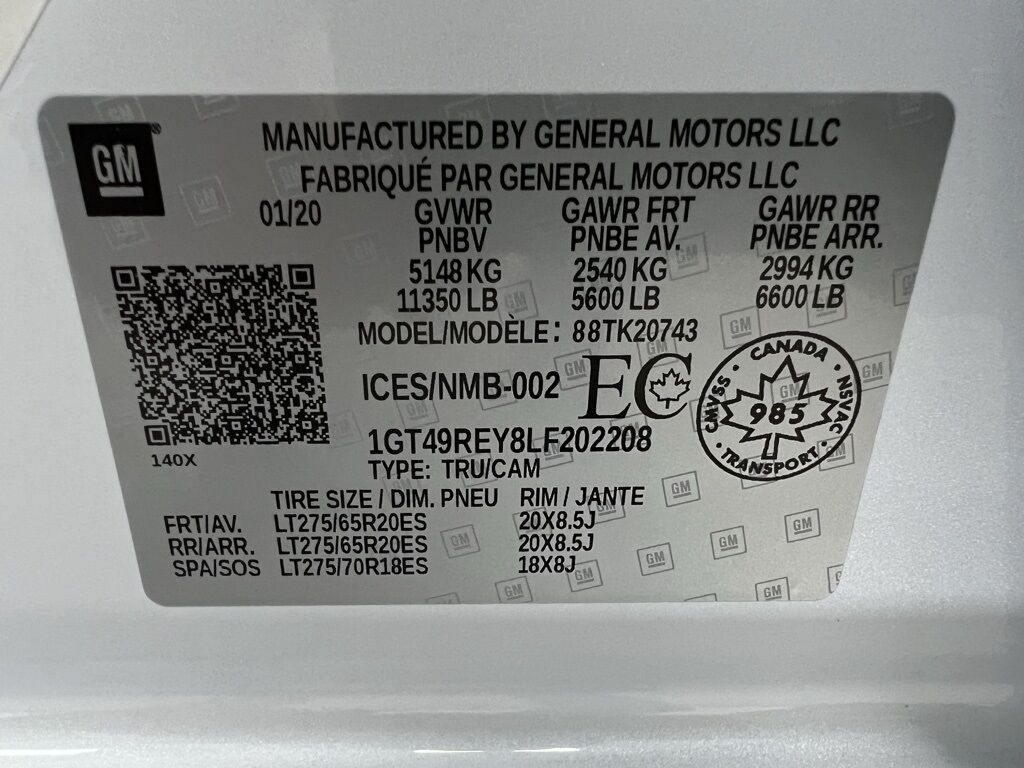 GM
MANUFACTURED BY GENERAL MOTORS LLC
FABRIQUÉ PAR GENERAL MOTORS LLC
01/20 GVWR GAWR FRT GAWR RR
PNBV PNBE AV. PNBE ARR.
5148 KG 2540 KG 2994 KG
11350 LB 5600 LB 6600 LB
MODEL/MODÈLE: 88TK20743
ICES/NMB-002 EC
CANADA
CMVSS 985 NSVAC
TRANSPORT
1GT49REY8LF202208
140X
TYPE: TRU/CAM
TIRE SIZE / DIM. PNEU RIM / JANTE
FRT/AV. LT275/65R20ES 20X8.5J
RR/ARR. LT275/65R20ES 20X8.5J
SPA/SOS LT275/70R18ES 18X8J